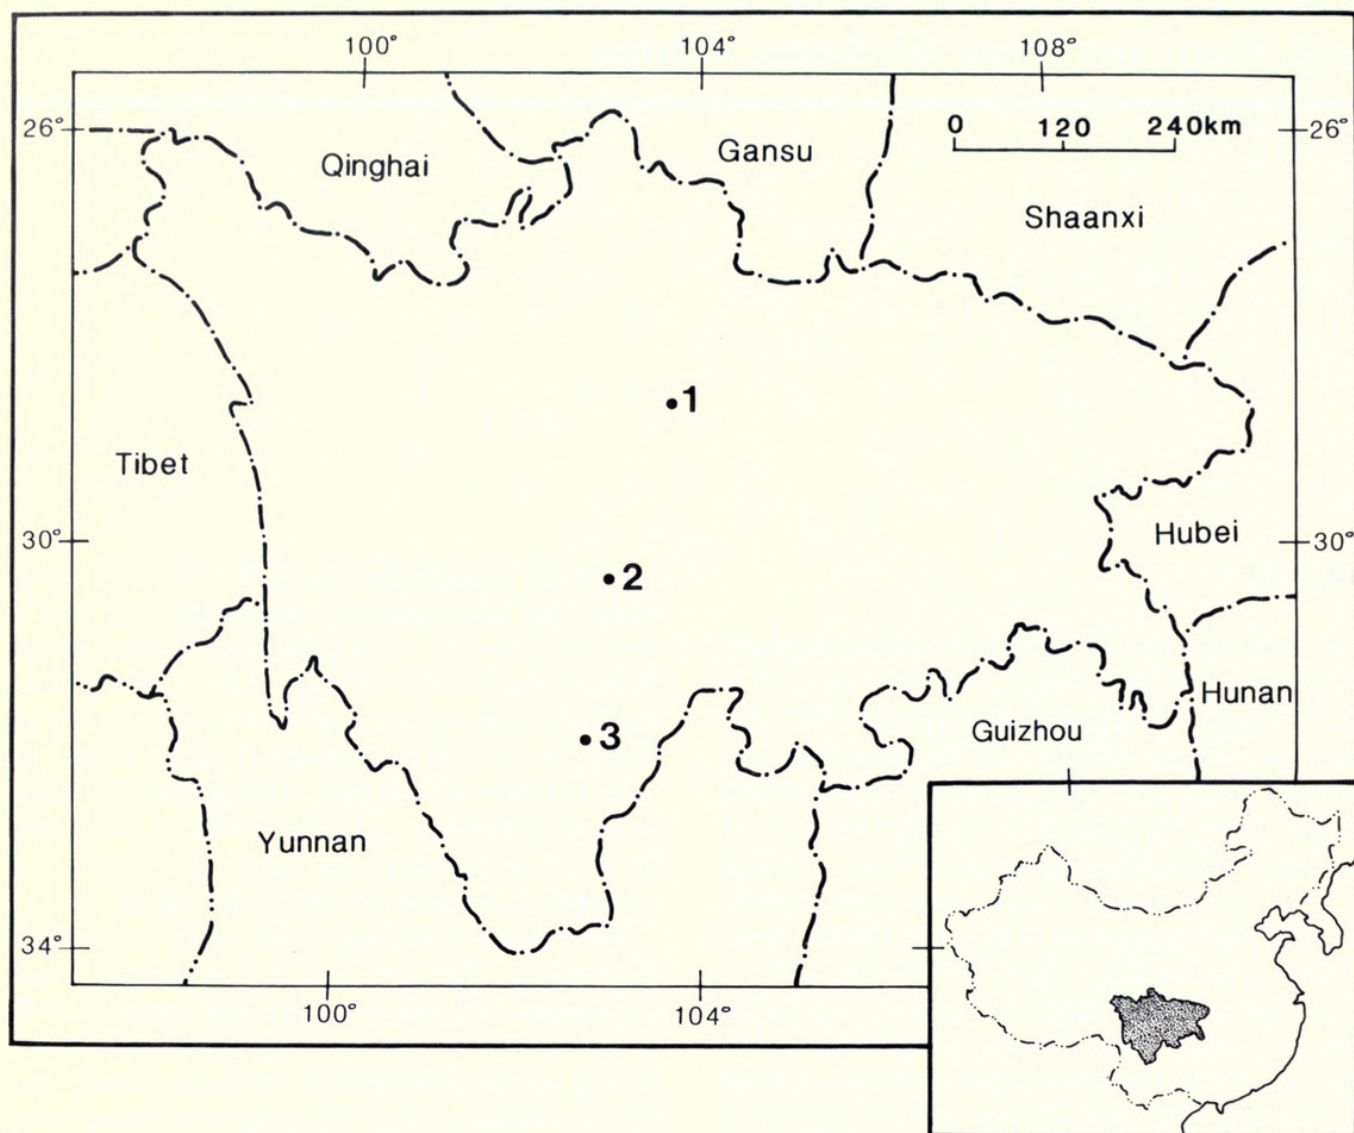 100° 104° 108°
26° 0 120 240km 26°
Qinghai Gansu
Shaanxi
1
Tibet
30° Hubei 30°
2
Hunan
3 Guizhou
Yunnan
34°
100° 104°